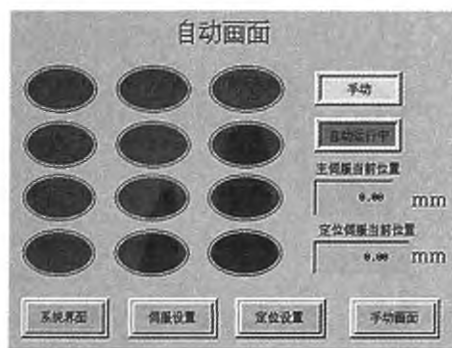 自动画面
手动
自动运行中
主伺服当前位置
0.00 mm
定位伺服当前位置
0.00 mm
系统界面
伺服设置
定位设置
手动画面